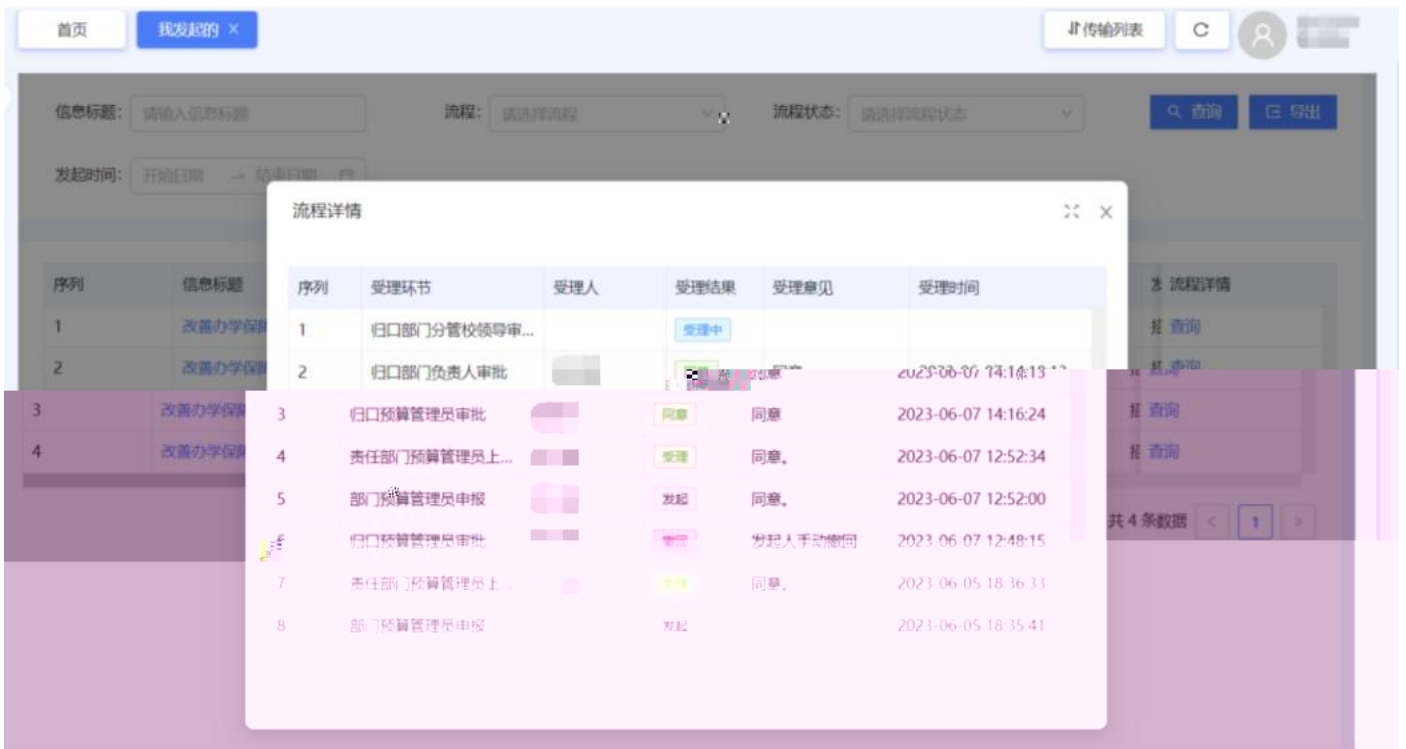 首页 我发起的 × 传输列表
信息标题: 请输入信息标题 流程: 请选择流程 流程状态: 请选择流程状态 查询 导出
发起时间: 开始日期 → 结束日期
流程详情
序列 信息标题 序列 受理环节 受理人 受理结果 受理意见 受理时间 流程详情
1 改善办学保 1 归口部门分管校领导审... 受理中 查询
2 改善办学保 2 归口部门负责人审批 查询
3 改善办学保 3 归口预算管理员审批 同意 同意 2023-06-07 14:16:24 查询
4 改善办学保 4 责任部门预算管理员上... 受理 同意。 2023-06-07 12:52:34 查询
5 部门预算管理员申报 发起 同意。 2023-06-07 12:52:00
共 4 条数据 < 1 >
6 归口预算管理员审批 发起人手动撤回 2023-06-07 12:48:15
7 责任部门预算管理员上... 同意。 2023-06-05 18:36:33
8 部门预算管理员申报 发起 2023-06-05 18:35:41